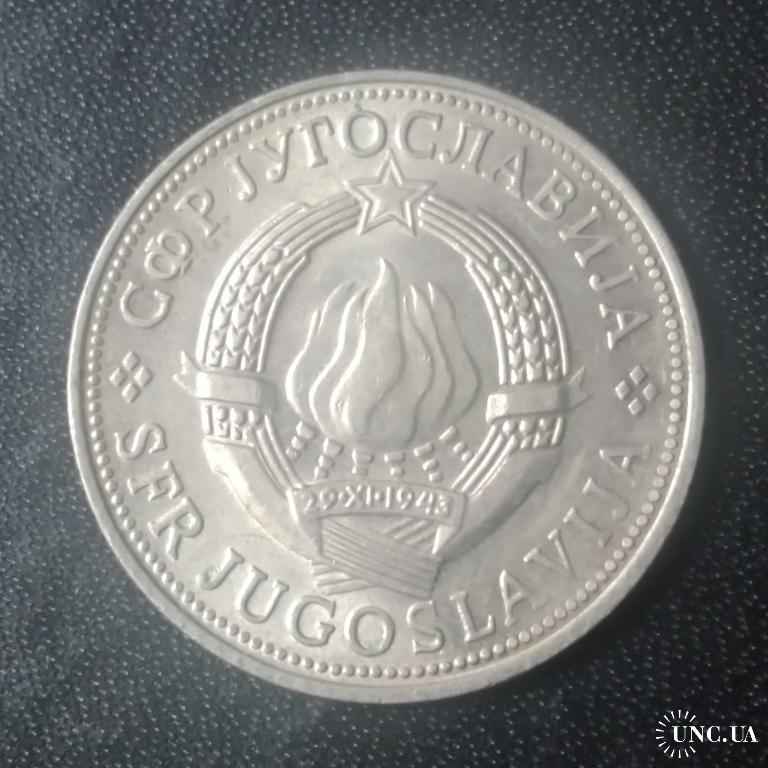 СФР ЈУГОСЛАВИЈА
29·XI·1943
SFR JUGOSLAVIJA
UNC.UA